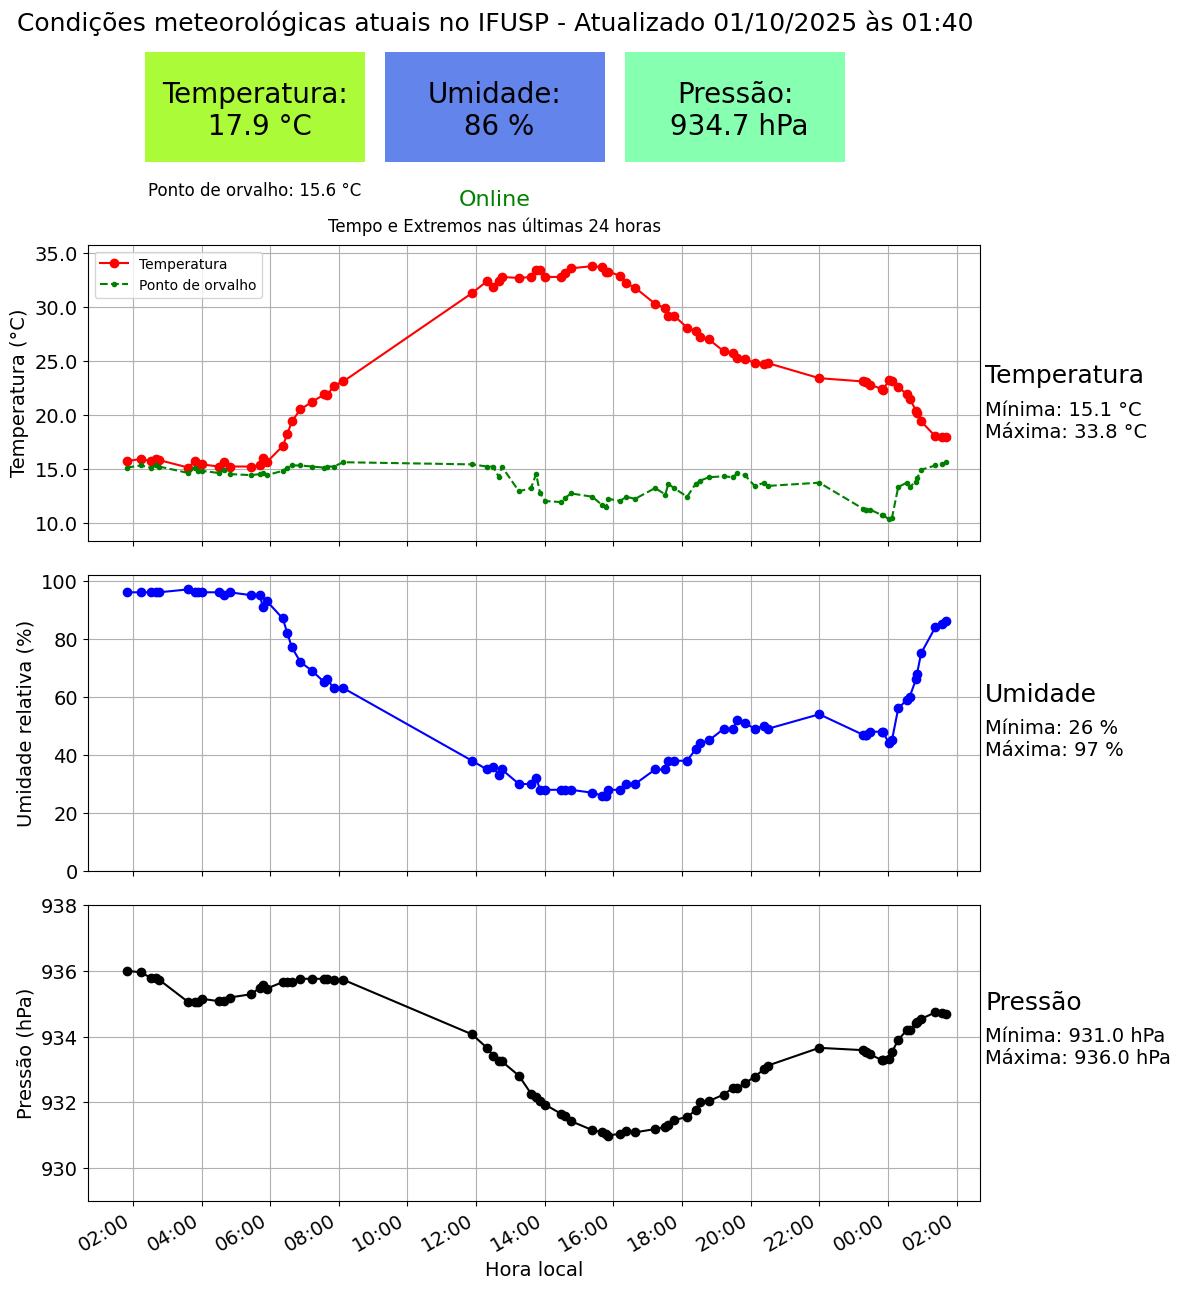 Condições meteorológicas atuais no IFUSP - Atualizado 01/10/2025 às 01:40
Temperatura:
17.9 °C
Umidade:
86 %
Pressão:
934.7 hPa
Ponto de orvalho: 15.6 °C
Online
Tempo e Extremos nas últimas 24 horas
Temperatura (°C)
35.0
30.0
25.0
20.0
15.0
10.0
Temperatura
Ponto de orvalho
Temperatura
Mínima: 15.1 °C
Máxima: 33.8 °C
Umidade relativa (%)
100
80
60
40
20
0
Umidade
Mínima: 26 %
Máxima: 97 %
Pressão (hPa)
938
936
934
932
930
Pressão
Mínima: 931.0 hPa
Máxima: 936.0 hPa
02:00 04:00 06:00 08:00 10:00 12:00 14:00 16:00 18:00 20:00 22:00 00:00 02:00
Hora local